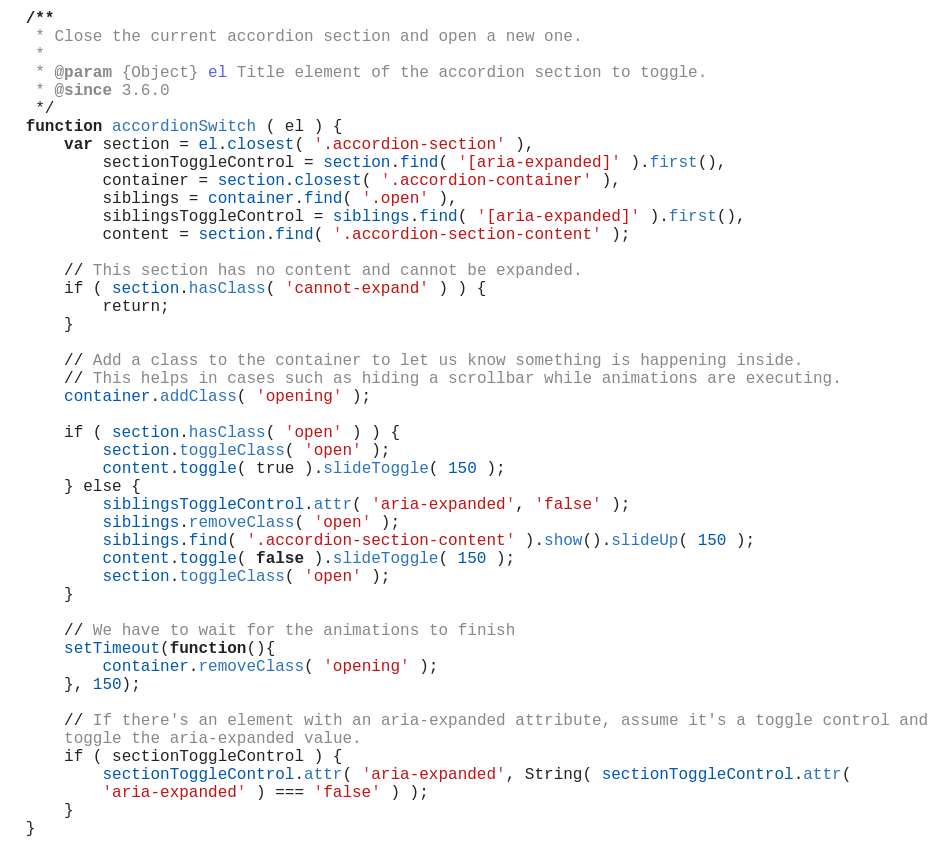 /**
 * Close the current accordion section and open a new one.
 *
 * @param {Object} el Title element of the accordion section to toggle.
 * @since 3.6.0
 */
function accordionSwitch ( el ) {
    var section = el.closest( '.accordion-section' ),
        sectionToggleControl = section.find( '[aria-expanded]' ).first(),
        container = section.closest( '.accordion-container' ),
        siblings = container.find( '.open' ),
        siblingsToggleControl = siblings.find( '[aria-expanded]' ).first(),
        content = section.find( '.accordion-section-content' );

    // This section has no content and cannot be expanded.
    if ( section.hasClass( 'cannot-expand' ) ) {
        return;
    }

    // Add a class to the container to let us know something is happening inside.
    // This helps in cases such as hiding a scrollbar while animations are executing.
    container.addClass( 'opening' );

    if ( section.hasClass( 'open' ) ) {
        section.toggleClass( 'open' );
        content.toggle( true ).slideToggle( 150 );
    } else {
        siblingsToggleControl.attr( 'aria-expanded', 'false' );
        siblings.removeClass( 'open' );
        siblings.find( '.accordion-section-content' ).show().slideUp( 150 );
        content.toggle( false ).slideToggle( 150 );
        section.toggleClass( 'open' );
    }

    // We have to wait for the animations to finish
    setTimeout(function(){
        container.removeClass( 'opening' );
    }, 150);

    // If there's an element with an aria-expanded attribute, assume it's a toggle control and
    toggle the aria-expanded value.
    if ( sectionToggleControl ) {
        sectionToggleControl.attr( 'aria-expanded', String( sectionToggleControl.attr(
        'aria-expanded' ) === 'false' ) );
    }
}